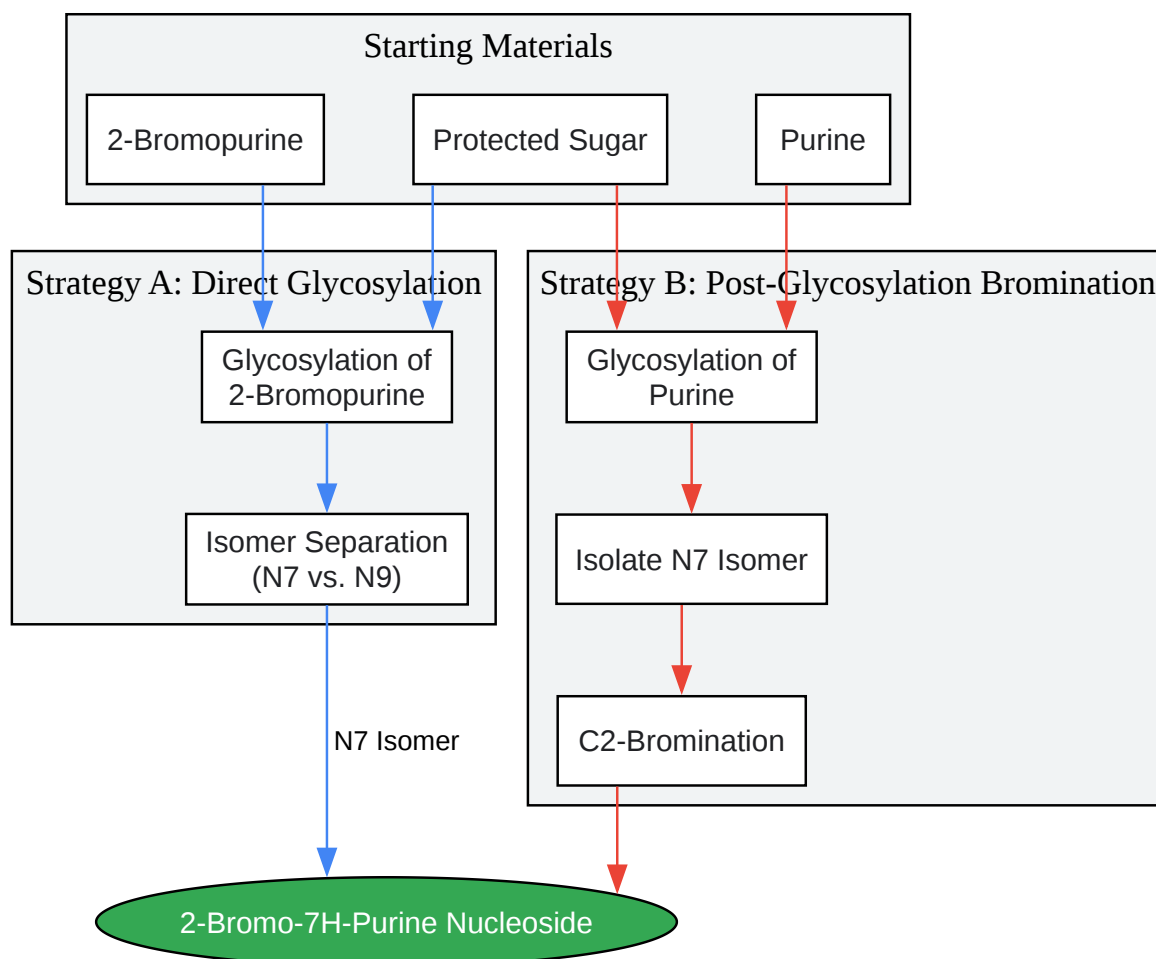 Starting Materials
2-Bromopurine
Protected Sugar
Purine
Strategy A: Direct Glycosylation
Strategy B: Post-Glycosylation Bromination
Glycosylation of
2-Bromopurine
Glycosylation of
Purine
Isomer Separation
(N7 vs. N9)
Isolate N7 Isomer
C2-Bromination
N7 Isomer
2-Bromo-7H-Purine Nucleoside